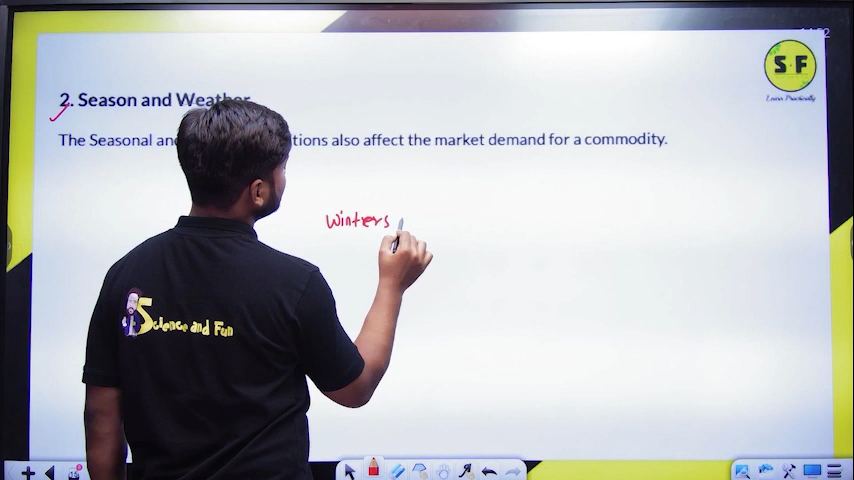 2. Season and Weather
The Seasonal and tions also affect the market demand for a commodity.
S F
Learn Practically
Winters
Science and Fun